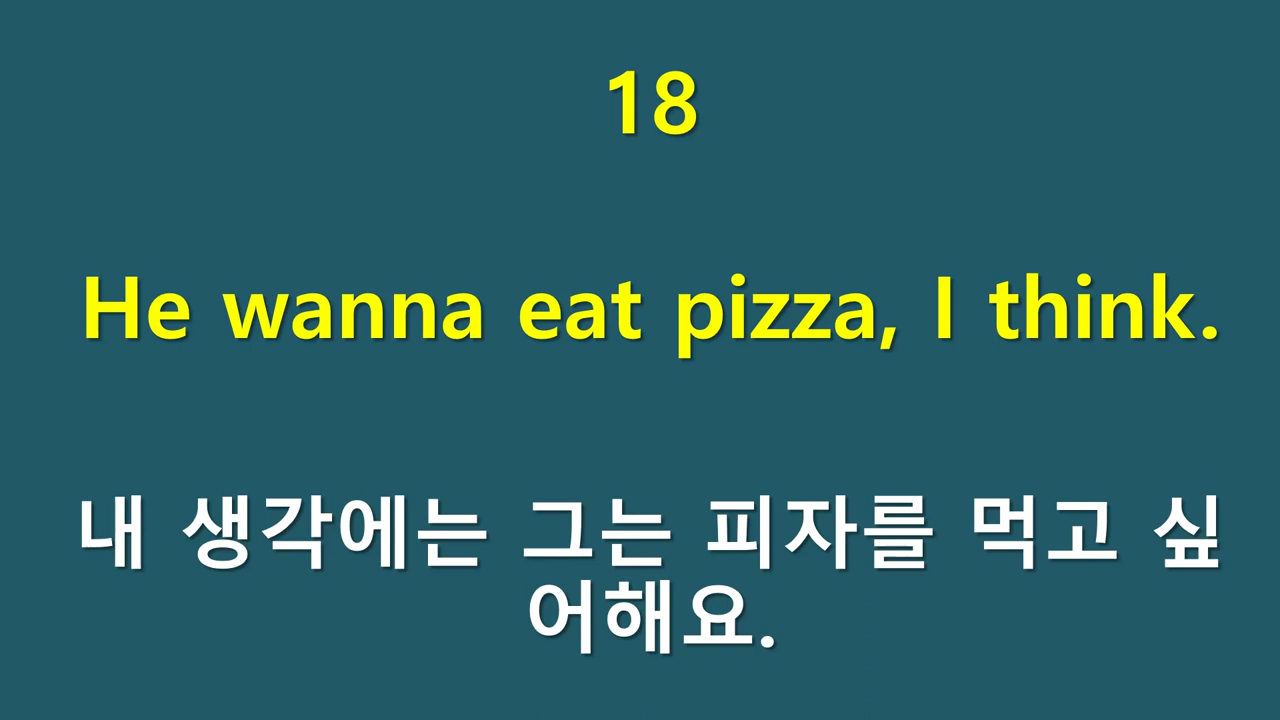 18
He wanna eat pizza, I think.
내 생각에는 그는 피자를 먹고 싶
어해요.